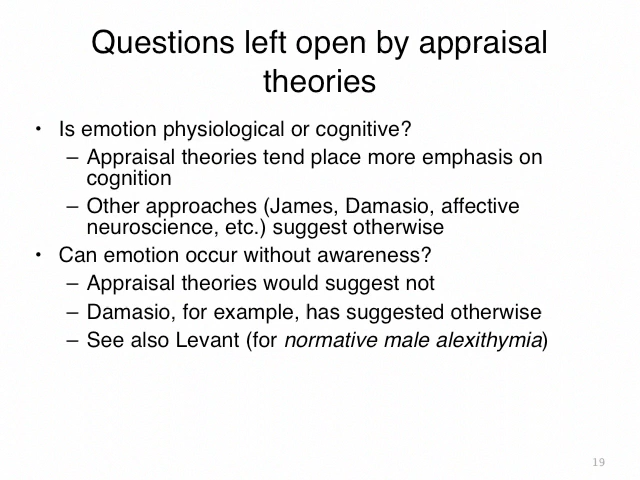 Questions left open by appraisal
theories
• Is emotion physiological or cognitive?
– Appraisal theories tend place more emphasis on
cognition
– Other approaches (James, Damasio, affective
neuroscience, etc.) suggest otherwise
• Can emotion occur without awareness?
– Appraisal theories would suggest not
– Damasio, for example, has suggested otherwise
– See also Levant (for normative male alexithymia)
19